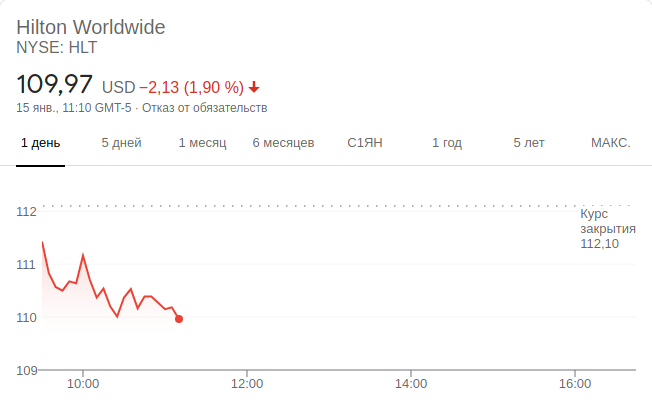 Hilton Worldwide
NYSE: HLT
109,97 USD −2,13 (1,90 %)
15 янв., 11:10 GMT-5 · Отказ от обязательств
1 день 5 дней 1 месяц 6 месяцев С1ЯН 1 год 5 лет МАКС.
112
Курс
закрытия
112,10
111
110
109
10:00 12:00 14:00 16:00